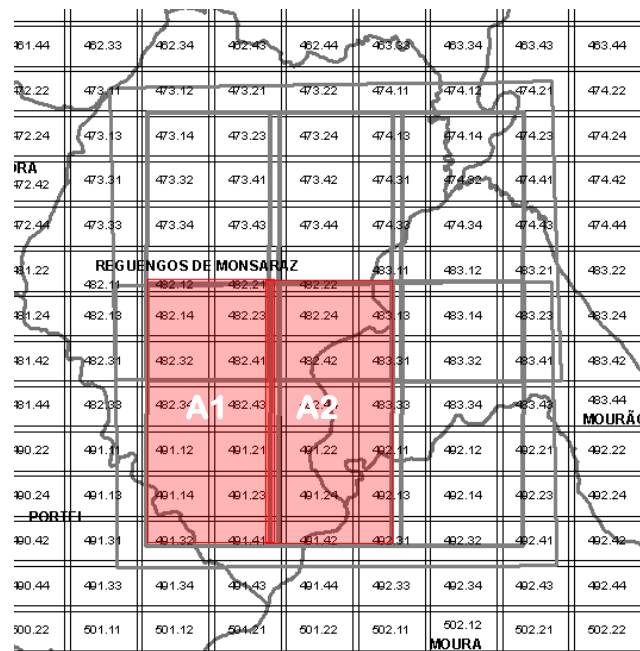 461.44 462.33 462.34 462.43 462.44 463.33 463.34 463.43 463.44
472.22 473.11 473.12 473.21 473.22 474.11 474.12 474.21 474.22
472.24 473.13 473.14 473.23 473.24 474.13 474.14 474.23 474.24
ORA
472.42 473.31 473.32 473.41 473.42 474.31 474.32 474.41 474.42
472.44 473.33 473.34 473.43 473.44 474.33 474.34 474.43 474.44
REGUENGOS DE MONSARAZ
481.22 482.11 482.12 482.21 482.22 483.11 483.12 483.21 483.22
481.24 482.13 482.14 482.23 482.24 483.13 483.14 483.23 483.24
481.42 482.31 482.32 482.41 482.42 483.31 483.32 483.41 483.42
481.44 482.33 482.34 A1 482.43 A2 483.33 483.34 483.43 483.44
MOURÃO
490.22 491.11 491.12 491.21 491.22 492.11 492.12 492.21 492.22
490.24 491.13 491.14 491.23 491.24 492.13 492.14 492.23 492.24
PORTEL
490.42 491.31 491.32 491.41 491.42 492.31 492.32 492.41 492.42
490.44 491.33 491.34 491.43 491.44 492.33 492.34 492.43 492.44
500.22 501.11 501.12 501.21 501.22 502.11 502.12 502.21 502.22
MOURA